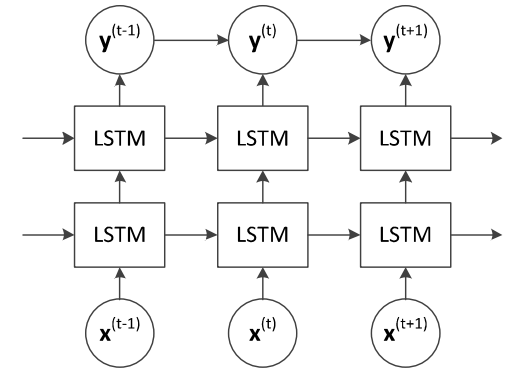 y(t-1) y(t) y(t+1)
LSTM LSTM LSTM
LSTM LSTM LSTM
x(t-1) x(t) x(t+1)